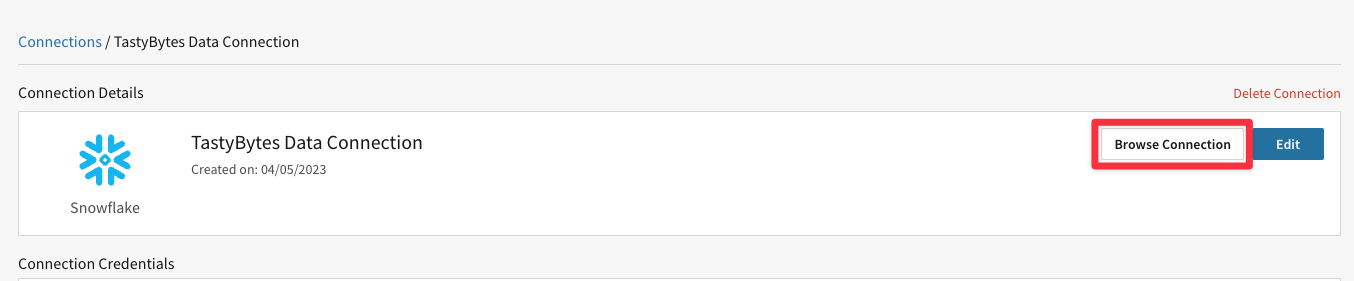 Connections / TastyBytes Data Connection
Connection Details
Delete Connection
TastyBytes Data Connection
Browse Connection
Edit
Created on: 04/05/2023
Snowflake
Connection Credentials